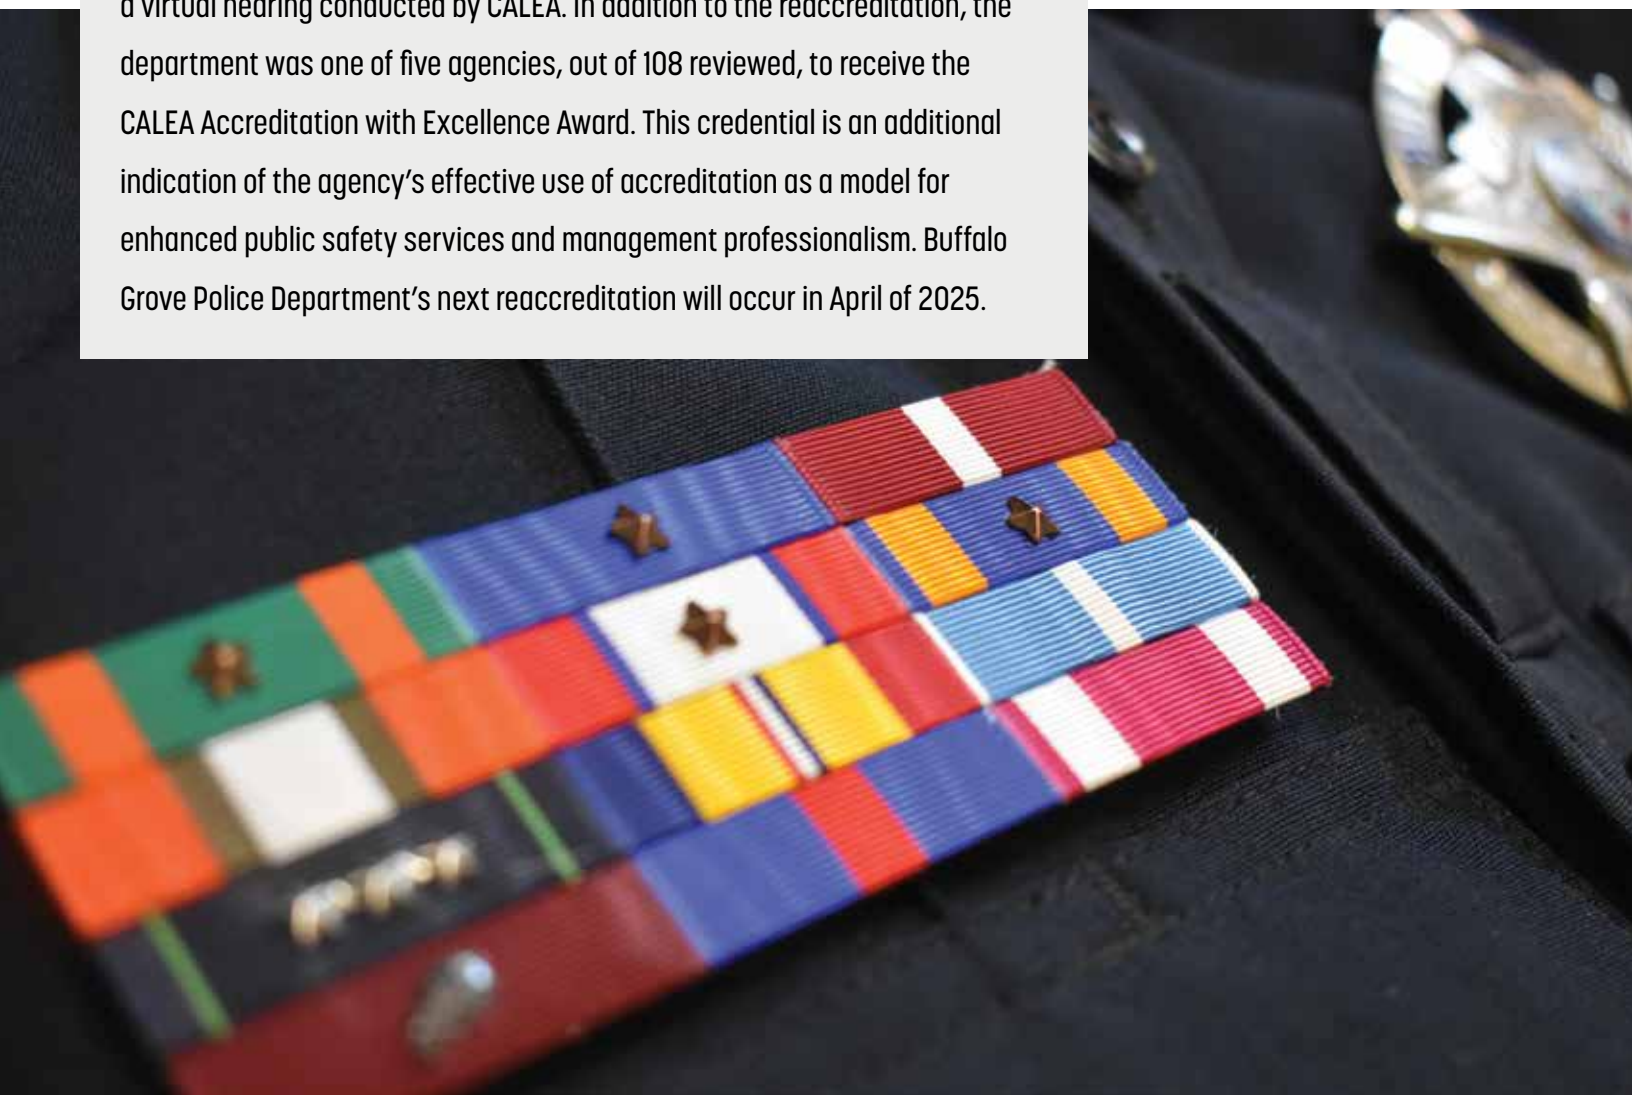 a virtual hearing conducted by CALEA. In addition to the reaccreditation, the
department was one of five agencies, out of 108 reviewed, to receive the
CALEA Accreditation with Excellence Award. This credential is an additional
indication of the agency’s effective use of accreditation as a model for
enhanced public safety services and management professionalism. Buffalo
Grove Police Department’s next reaccreditation will occur in April of 2025.